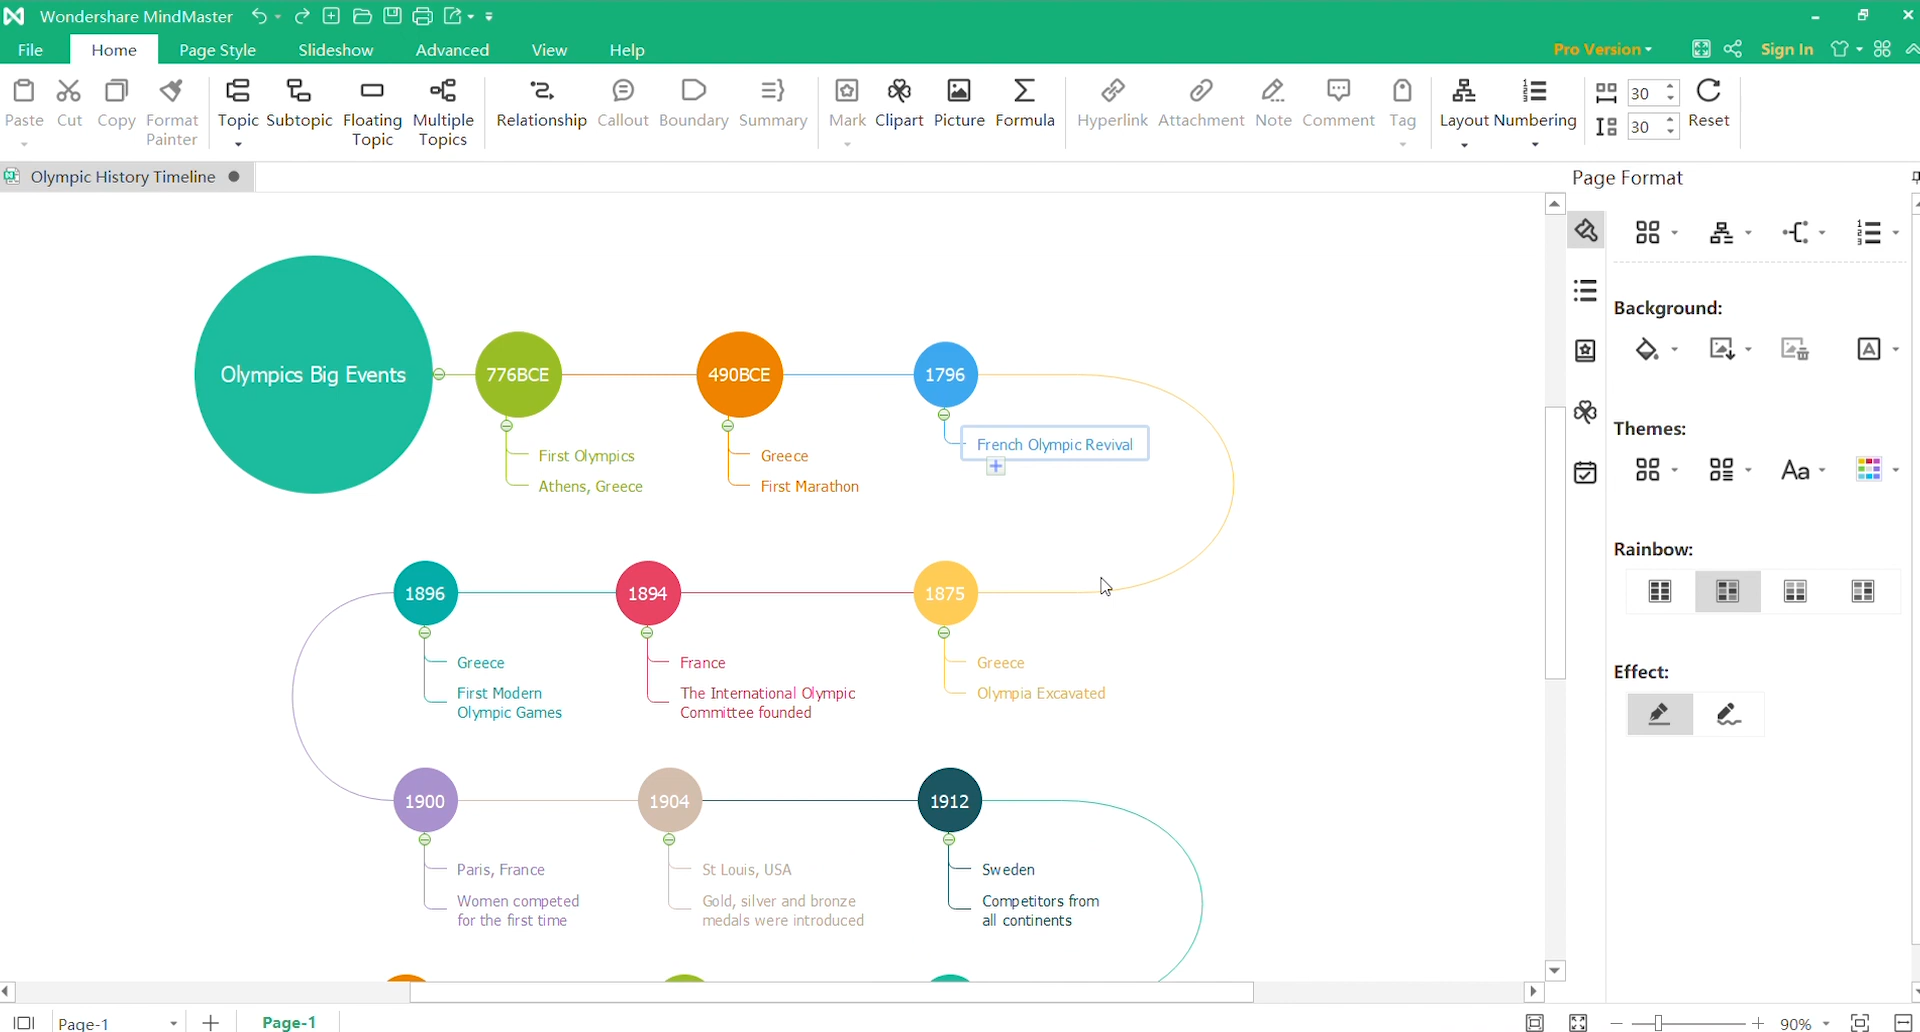 Wondershare MindMaster
File Home Page Style Slideshow Advanced View Help Pro Version Sign In
Paste Cut Copy Format Painter Topic Subtopic Floating Topic Multiple Topics Relationship Callout Boundary Summary Mark Clipart Picture Formula Hyperlink Attachment Note Comment Tag Layout Numbering 30 30 Reset
Olympic History Timeline
Page Format
Background:
Themes:
Aa
Rainbow:
Effect:
Olympics Big Events 776BCE 490BCE 1796
First Olympics
Athens, Greece
Greece
First Marathon
French Olympic Revival
1896 1894 1875
Greece
First Modern
Olympic Games
France
The International Olympic
Committee founded
Greece
Olympia Excavated
1900 1904 1912
Paris, France
Women competed
for the first time
St Louis, USA
Gold, silver and bronze
medals were introduced
Sweden
Competitors from
all continents
Page-1 Page-1 90%